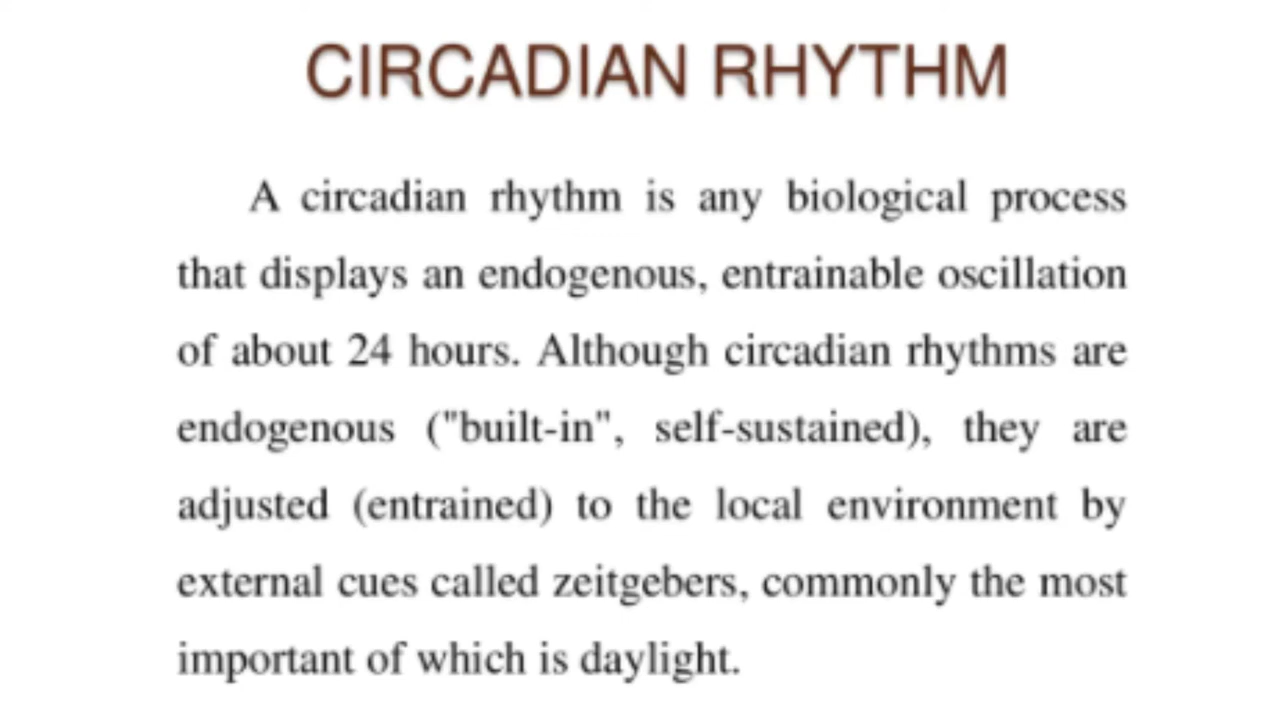 CIRCADIAN RHYTHM
A circadian rhythm is any biological process
that displays an endogenous, entrainable oscillation
of about 24 hours. Although circadian rhythms are
endogenous ("built-in", self-sustained), they are
adjusted (entrained) to the local environment by
external cues called zeitgebers, commonly the most
important of which is daylight.